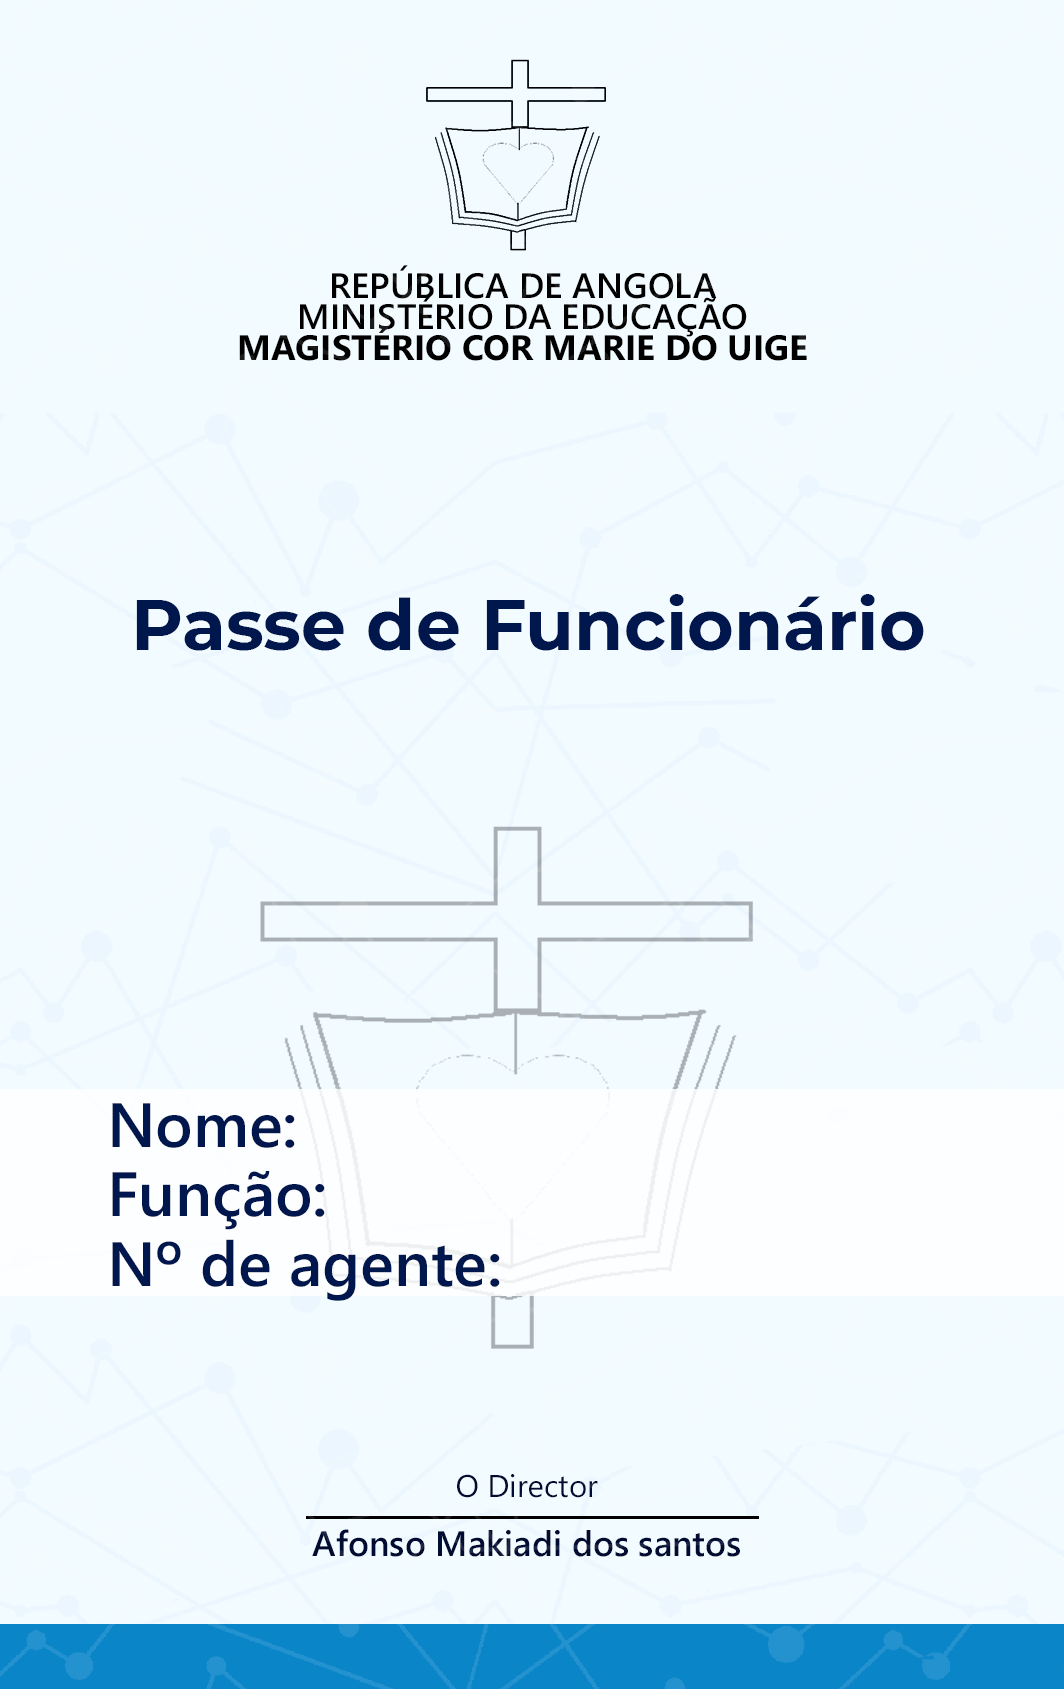 REPÚBLICA DE ANGOLA
MINISTÉRIO DA EDUCAÇÃO
MAGISTÉRIO COR MARIE DO UIGE
Passe de Funcionário
Nome:
Função:
Nº de agente:
O Director
Afonso Makiadi dos santos